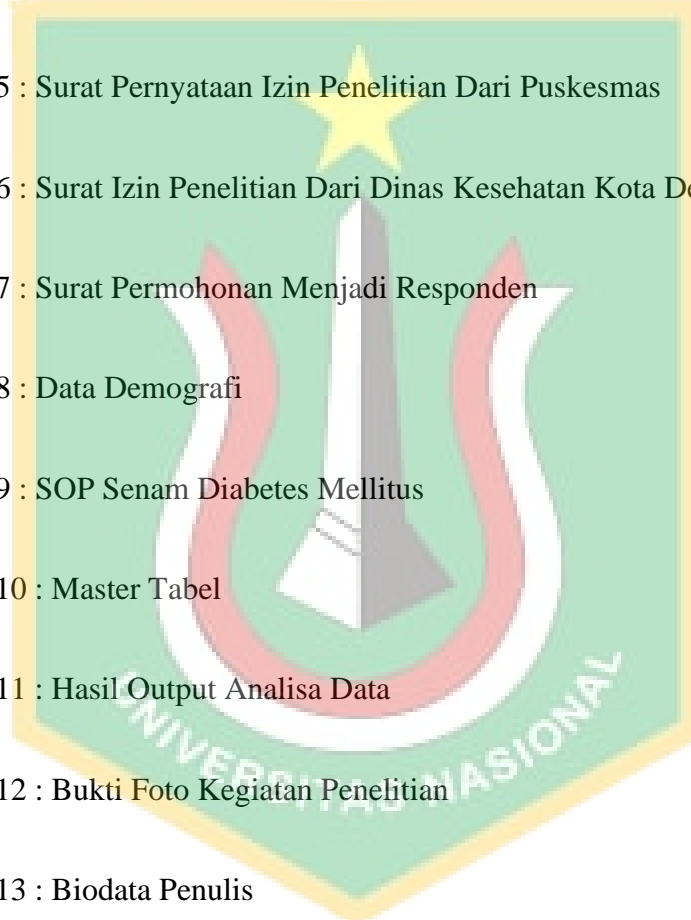 5 : Surat Pernyataan Izin Penelitian Dari Puskesmas
6 : Surat Izin Penelitian Dari Dinas Kesehatan Kota De
7 : Surat Permohonan Menjadi Responden
8 : Data Demografi
9 : SOP Senam Diabetes Mellitus
10 : Master Tabel
11 : Hasil Output Analisa Data
12 : Bukti Foto Kegiatan Penelitian
13 : Biodata Penulis
UNIVERSITAS NASIONAL